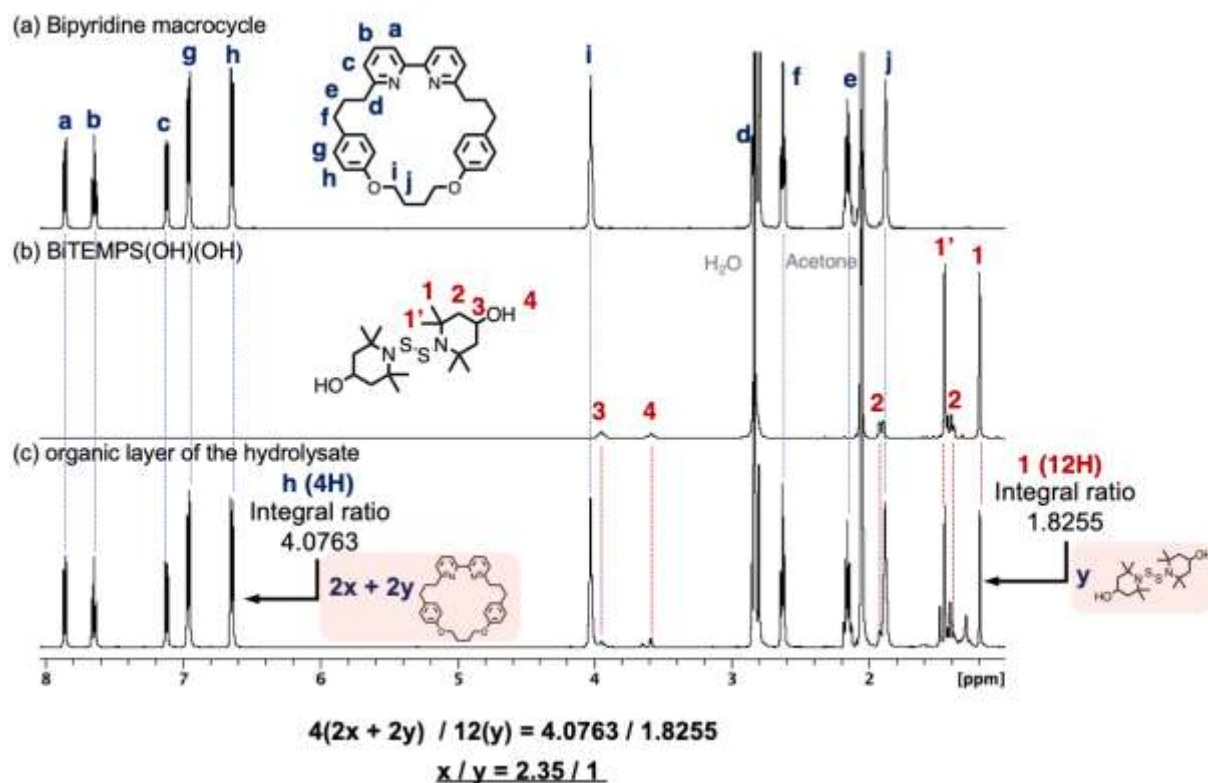 (a) Bipyridine macrocycle
a b c g h i d f e j
b a
c
e
d
f
g
h
i
j
N N
O O
(b) BiTEMPS(OH)(OH)
H₂O Acetone
1' 1
1 2 3 OH 4
1'
N S S N
HO
3 4 2 2
(c) organic layer of the hydrolysate
h (4H)
Integral ratio
4.0763
2x + 2y
N N
O O
1 (12H)
Integral ratio
1.8255
y
OH
N S S N
HO
8 7 6 5 4 3 2 [ppm]
4(2x + 2y) / 12(y) = 4.0763 / 1.8255
x / y = 2.35 / 1